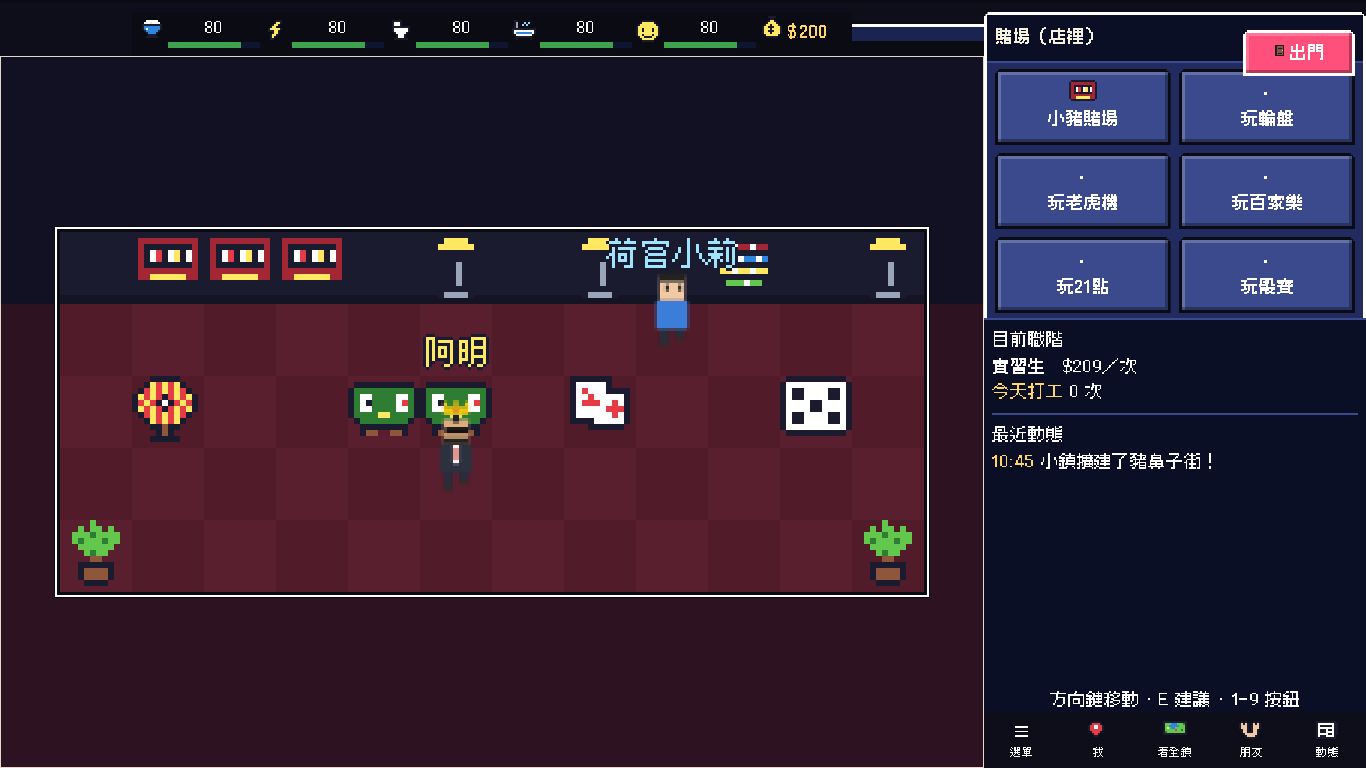 80 80 80 80 80 $200
賭場（店裡）
出門
小豬賭場 玩輪盤
玩老虎機 玩百家樂
玩21點 玩骰寶
目前職階
實習生 $209／次
今天打工 0 次
最近動態
10:45 小鎮擴建了豬鼻子街！
荷官小莉
阿明
方向鍵移動 · E 建議 · 1-9 按鈕
選單 我 看全鎮 朋友 動態